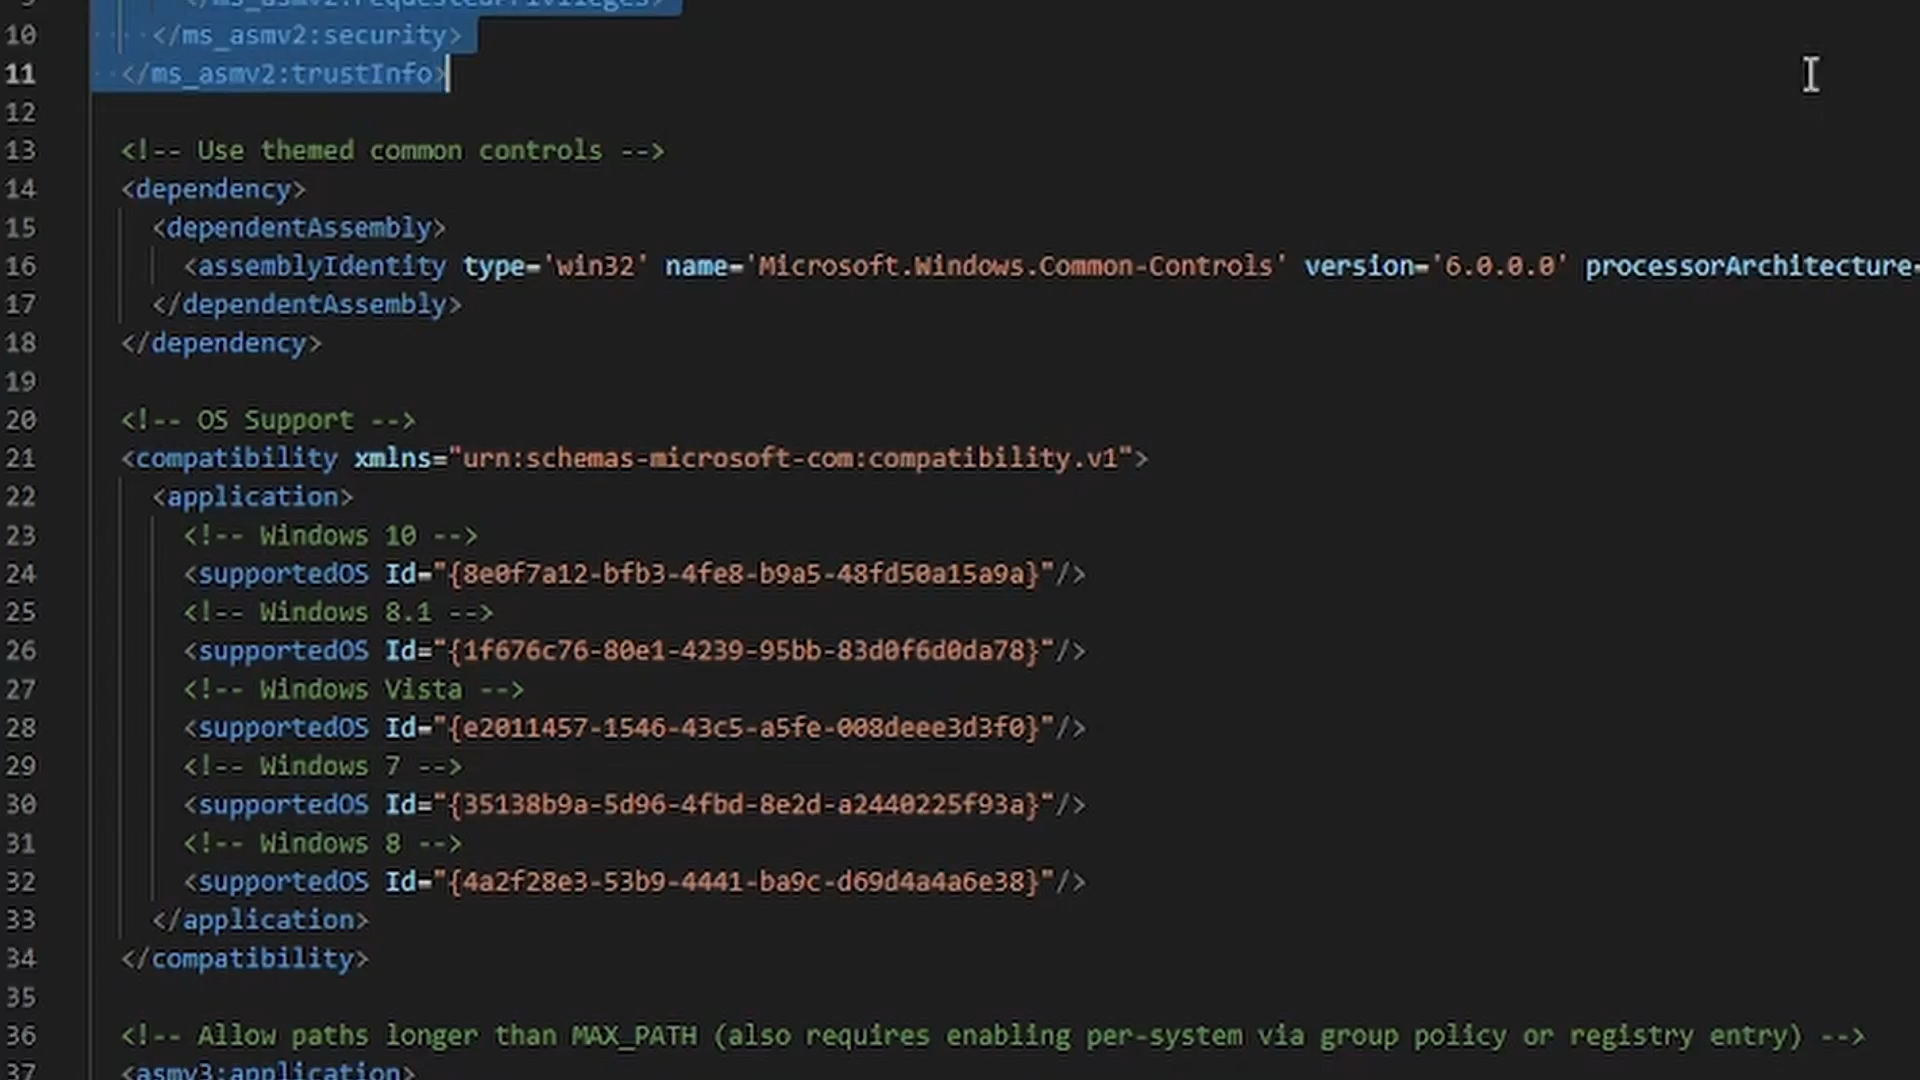 9 </ms_asmv2:requestedPrivileges>
10 </ms_asmv2:security>
11 </ms_asmv2:trustInfo>
12
13 <!-- Use themed common controls -->
14 <dependency>
15 <dependentAssembly>
16 <assemblyIdentity type='win32' name='Microsoft.Windows.Common-Controls' version='6.0.0.0' processorArchitecture=
17 </dependentAssembly>
18 </dependency>
19
20 <!-- OS Support -->
21 <compatibility xmlns="urn:schemas-microsoft-com:compatibility.v1">
22 <application>
23 <!-- Windows 10 -->
24 <supportedOS Id="{8e0f7a12-bfb3-4fe8-b9a5-48fd50a15a9a}"/>
25 <!-- Windows 8.1 -->
26 <supportedOS Id="{1f676c76-80e1-4239-95bb-83d0f6d0da78}"/>
27 <!-- Windows Vista -->
28 <supportedOS Id="{e2011457-1546-43c5-a5fe-008deee3d3f0}"/>
29 <!-- Windows 7 -->
30 <supportedOS Id="{35138b9a-5d96-4fbd-8e2d-a2440225f93a}"/>
31 <!-- Windows 8 -->
32 <supportedOS Id="{4a2f28e3-53b9-4441-ba9c-d69d4a4a6e38}"/>
33 </application>
34 </compatibility>
35
36 <!-- Allow paths longer than MAX_PATH (also requires enabling per-system via group policy or registry entry) -->
37 <asmv3:application>